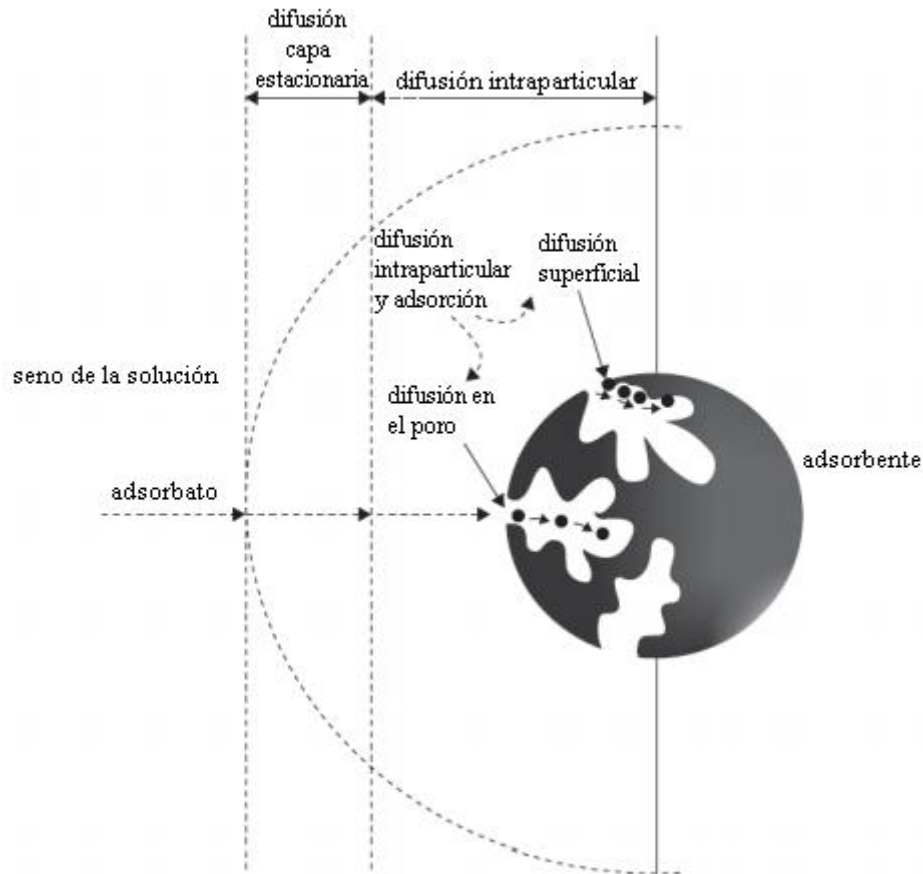 difusión
capa
estacionaria
difusión intraparticular
difusión
intraparticular
y adsorción
difusión
superficial
seno de la solución
difusión en
el poro
adsorbente
adsorbato